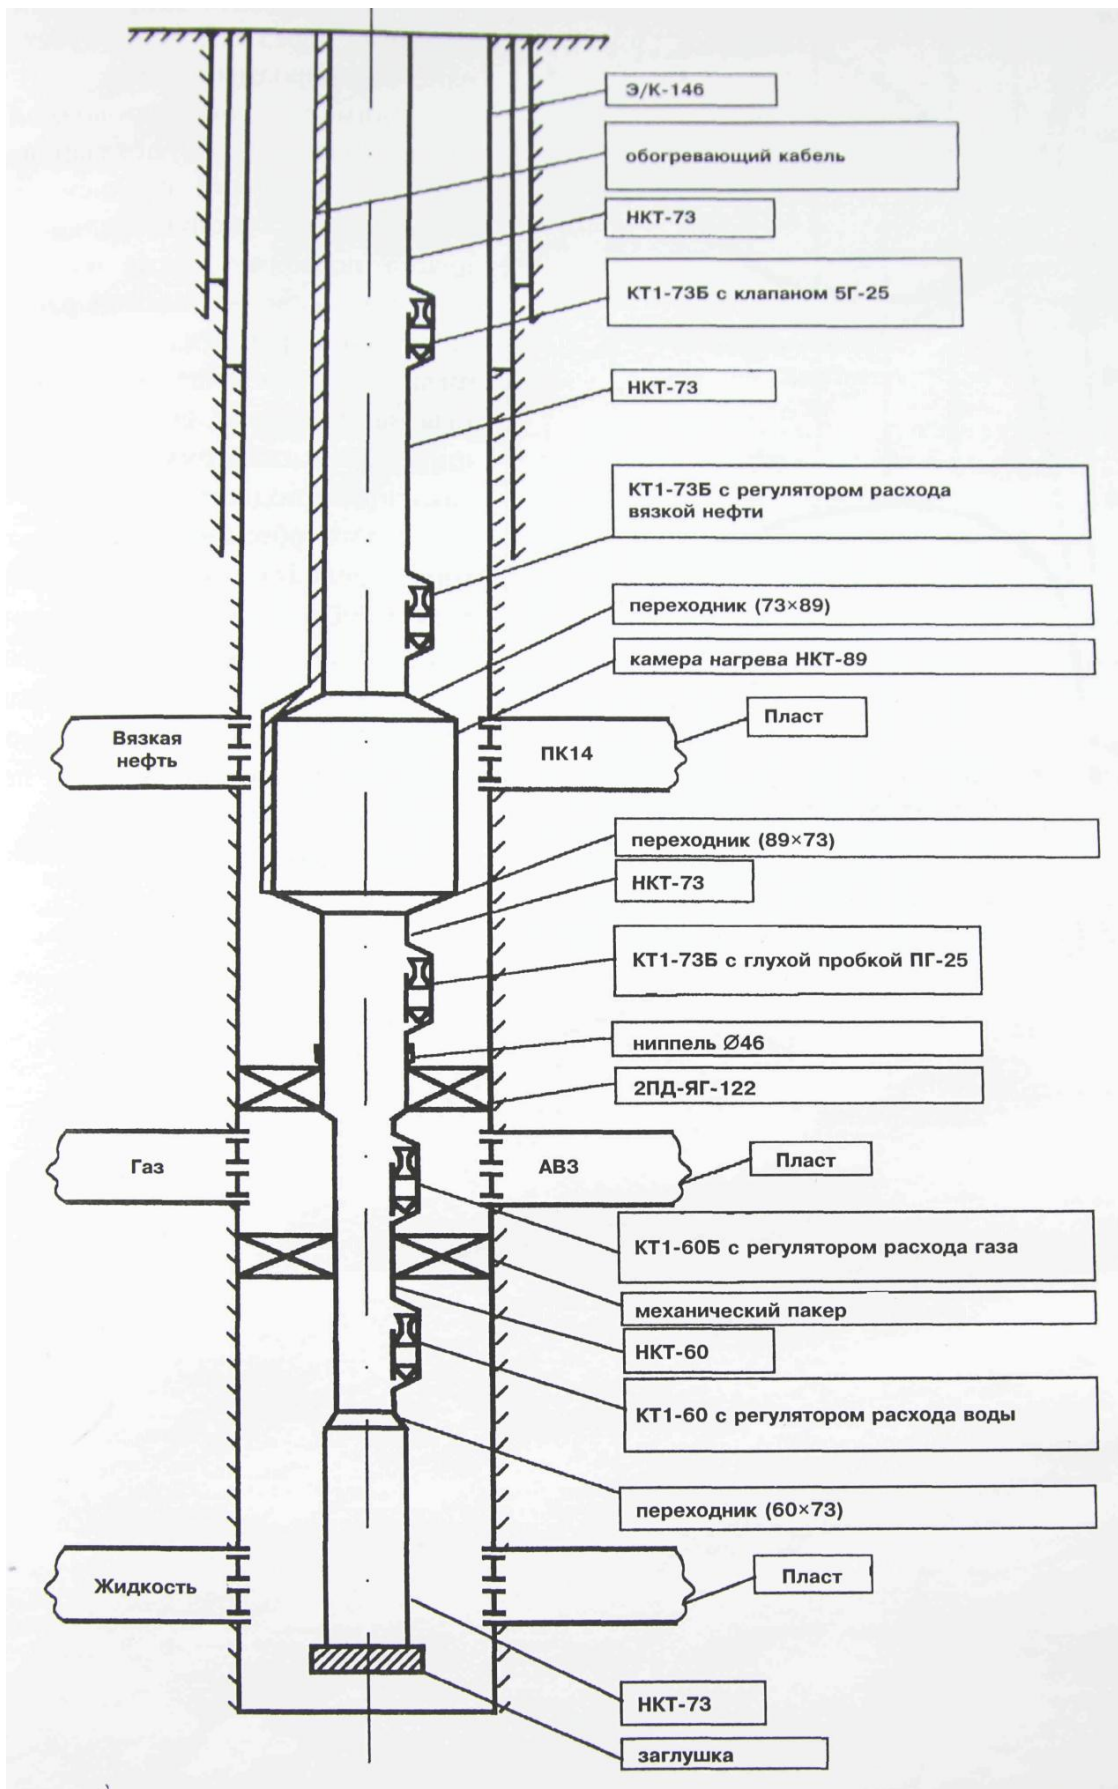 Э/К-146
обогревающий кабель
НКТ-73
КТ1-73Б с клапаном 5Г-25
НКТ-73
КТ1-73Б с регулятором расхода
вязкой нефти
переходник (73×89)
камера нагрева НКТ-89
Пласт
Вязкая
нефть
ПК14
переходник (89×73)
НКТ-73
КТ1-73Б с глухой пробкой ПГ-25
ниппель Ø46
2ПД-ЯГ-122
Газ
АВ3
Пласт
КТ1-60Б с регулятором расхода газа
механический пакер
НКТ-60
КТ1-60 с регулятором расхода воды
переходник (60×73)
Жидкость
Пласт
НКТ-73
заглушка